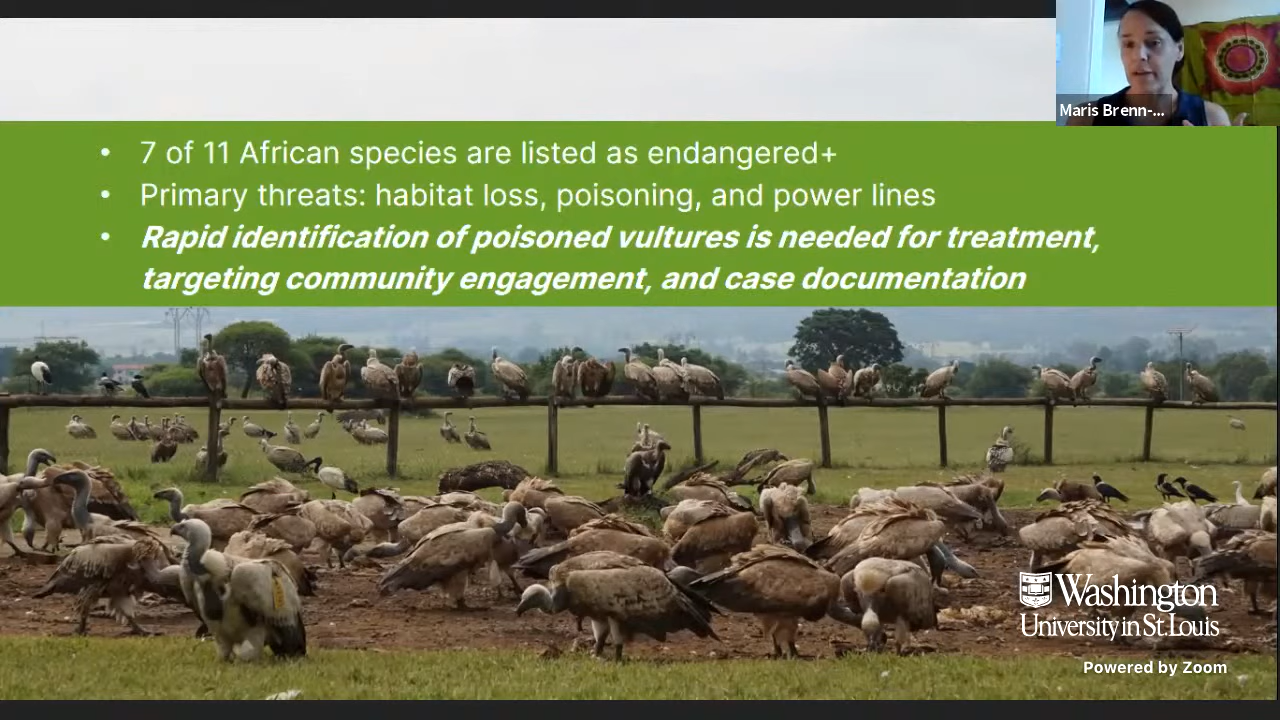 Maris Brenn-...
• 7 of 11 African species are listed as endangered+
• Primary threats: habitat loss, poisoning, and power lines
• Rapid identification of poisoned vultures is needed for treatment,
targeting community engagement, and case documentation
Washington
University in St. Louis
Powered by Zoom